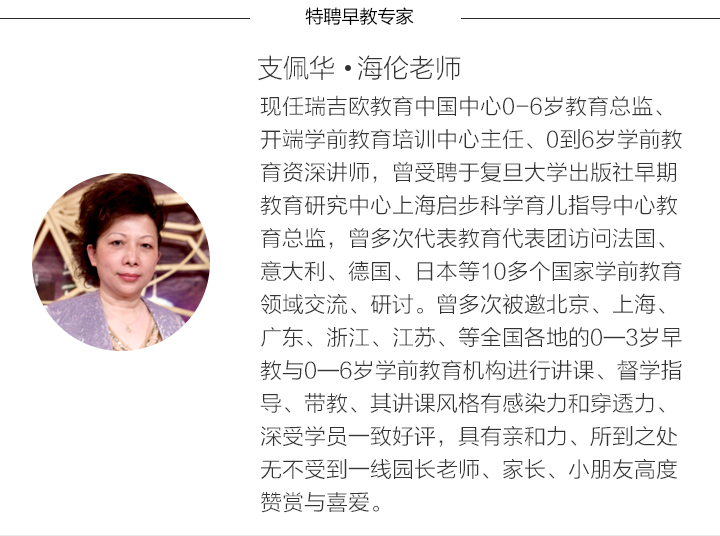 特聘早教专家
支佩华·海伦老师
现任瑞吉欧教育中国中心0-6岁教育总监、
开端学前教育培训中心主任、0到6岁学前教
育资深讲师，曾受聘于复旦大学出版社早期
教育研究中心上海启步科学育儿指导中心教
育总监，曾多次代表教育代表团访问法国、
意大利、德国、日本等10多个国家学前教育
领域交流、研讨。曾多次被邀北京、上海、
广东、浙江、江苏、等全国各地的0—3岁早
教与0—6岁学前教育机构进行讲课、督学指
导、带教、其讲课风格有感染力和穿透力、
深受学员一致好评，具有亲和力、所到之处
无不受到一线园长老师、家长、小朋友高度
赞赏与喜爱。